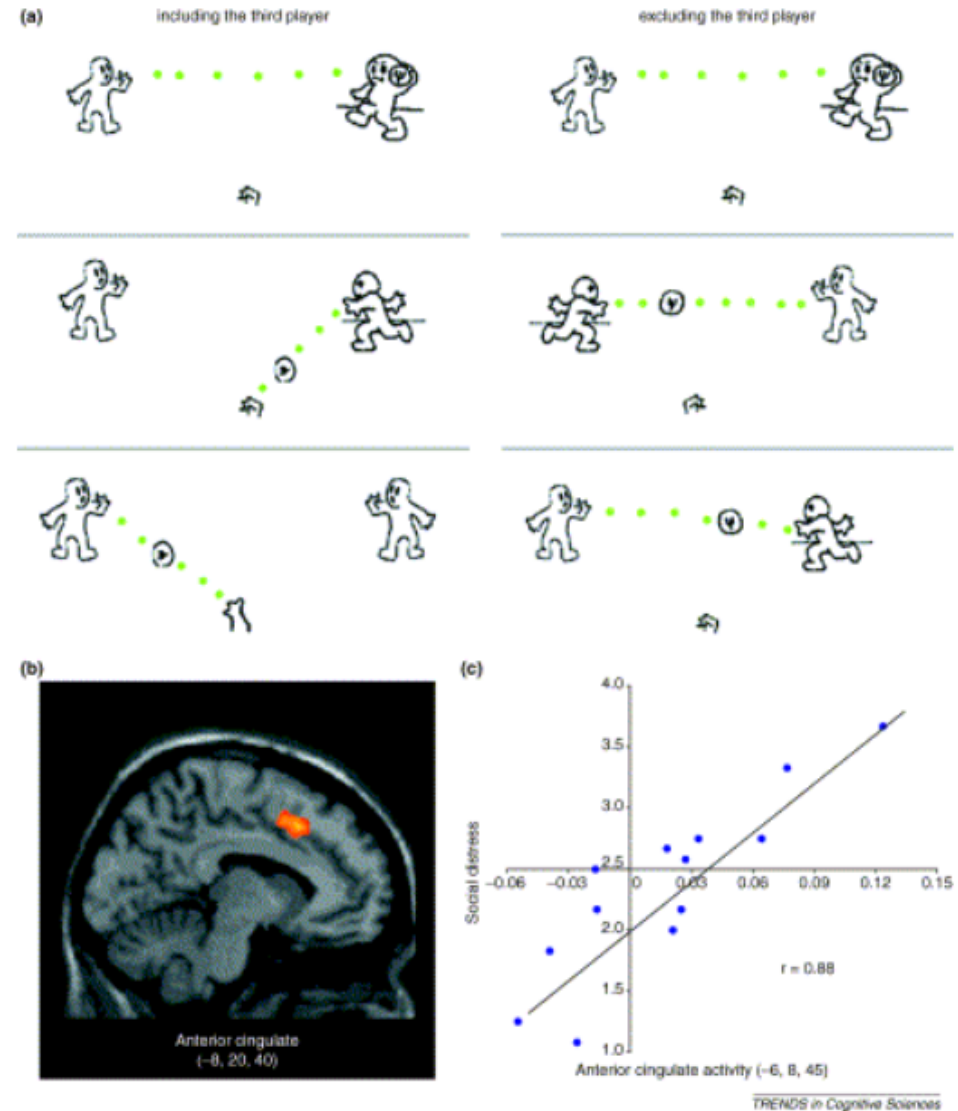 (a)
including the third player
excluding the third player
(b)
Anterior cingulate
(−8, 20, 40)
(c)
4.0
3.5
3.0
2.5
2.0
1.5
1.0
−0.06
−0.03
0
0.03
0.06
0.09
0.12
0.15
Social distress
r = 0.88
Anterior cingulate activity (−6, 8, 45)
TRENDS in Cognitive Sciences